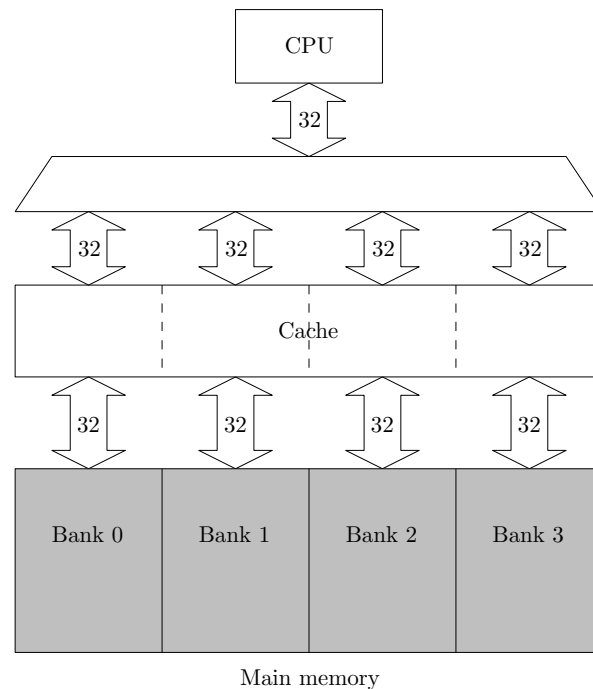 CPU
32
32 32 32 32
Cache
32 32 32 32
Bank 0 Bank 1 Bank 2 Bank 3
Main memory